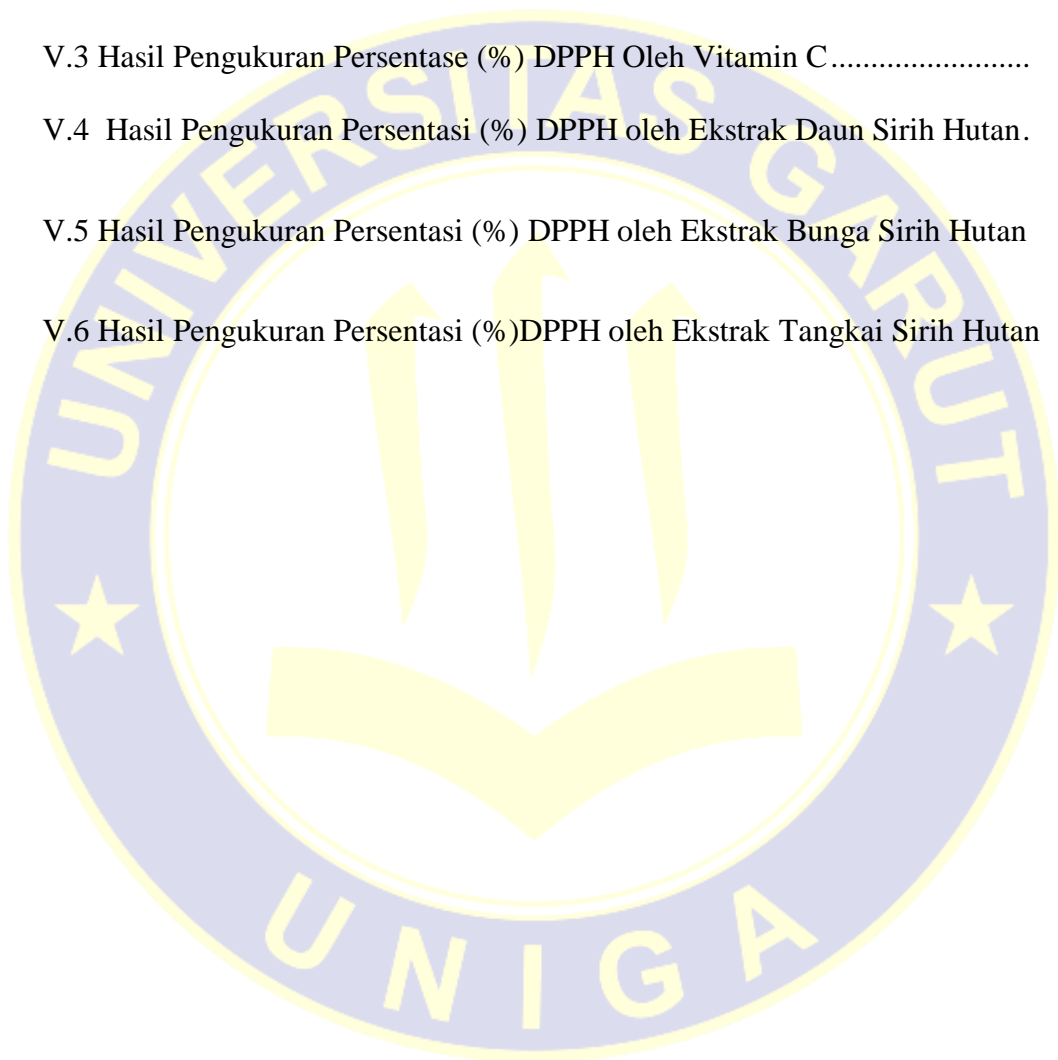 V.3 Hasil Pengukuran Persentase (%) DPPH Oleh Vitamin C.........................
V.4  Hasil Pengukuran Persentasi (%) DPPH oleh Ekstrak Daun Sirih Hutan.
V.5 Hasil Pengukuran Persentasi (%) DPPH oleh Ekstrak Bunga Sirih Hutan
V.6 Hasil Pengukuran Persentasi (%)DPPH oleh Ekstrak Tangkai Sirih Hutan
UNIVERSITAS GARUT
UNIGA